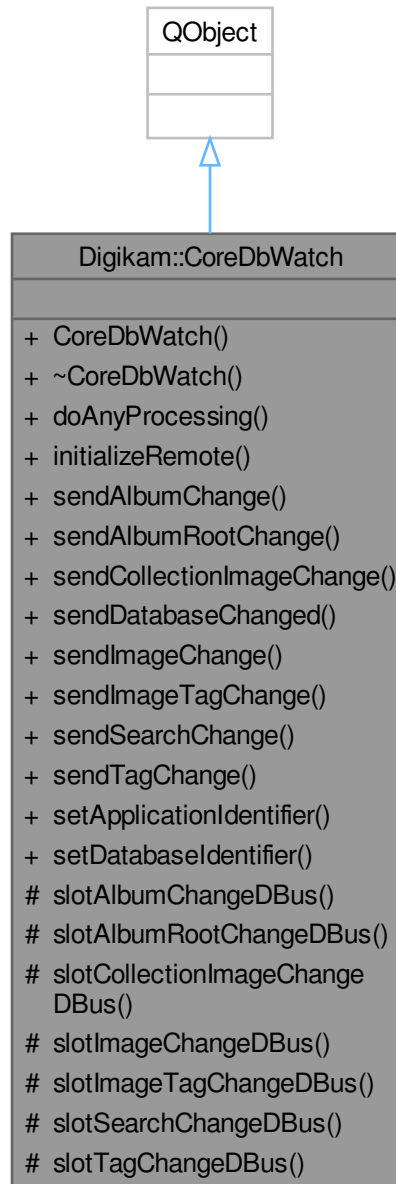 QObject
Digikam::CoreDbWatch
+ CoreDbWatch()
+ ~CoreDbWatch()
+ doAnyProcessing()
+ initializeRemote()
+ sendAlbumChange()
+ sendAlbumRootChange()
+ sendCollectionImageChange()
+ sendDatabaseChanged()
+ sendImageChange()
+ sendImageTagChange()
+ sendSearchChange()
+ sendTagChange()
+ setApplicationIdentifier()
+ setDatabaseIdentifier()
# slotAlbumChangeDBus()
# slotAlbumRootChangeDBus()
# slotCollectionImageChange
DBus()
# slotImageChangeDBus()
# slotImageTagChangeDBus()
# slotSearchChangeDBus()
# slotTagChangeDBus()